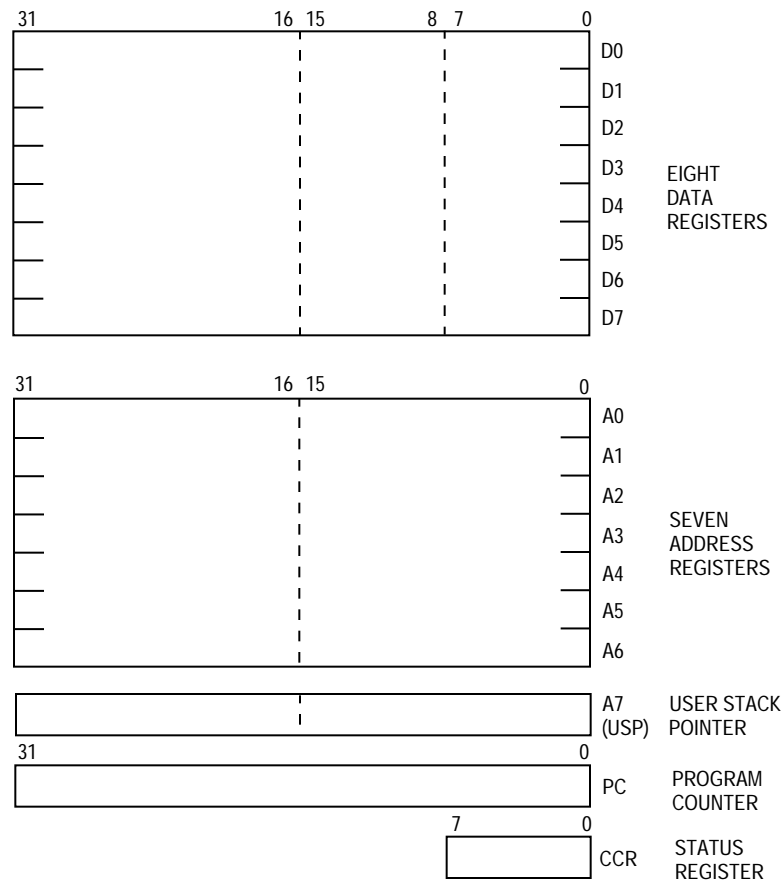 31 16 15 8 7 0
D0
D1
D2
D3
D4
D5
D6
D7
EIGHT
DATA
REGISTERS
31 16 15 0
A0
A1
A2
A3
A4
A5
A6
SEVEN
ADDRESS
REGISTERS
A7
(USP)
USER STACK
POINTER
31 0
PC
PROGRAM
COUNTER
7 0
CCR
STATUS
REGISTER